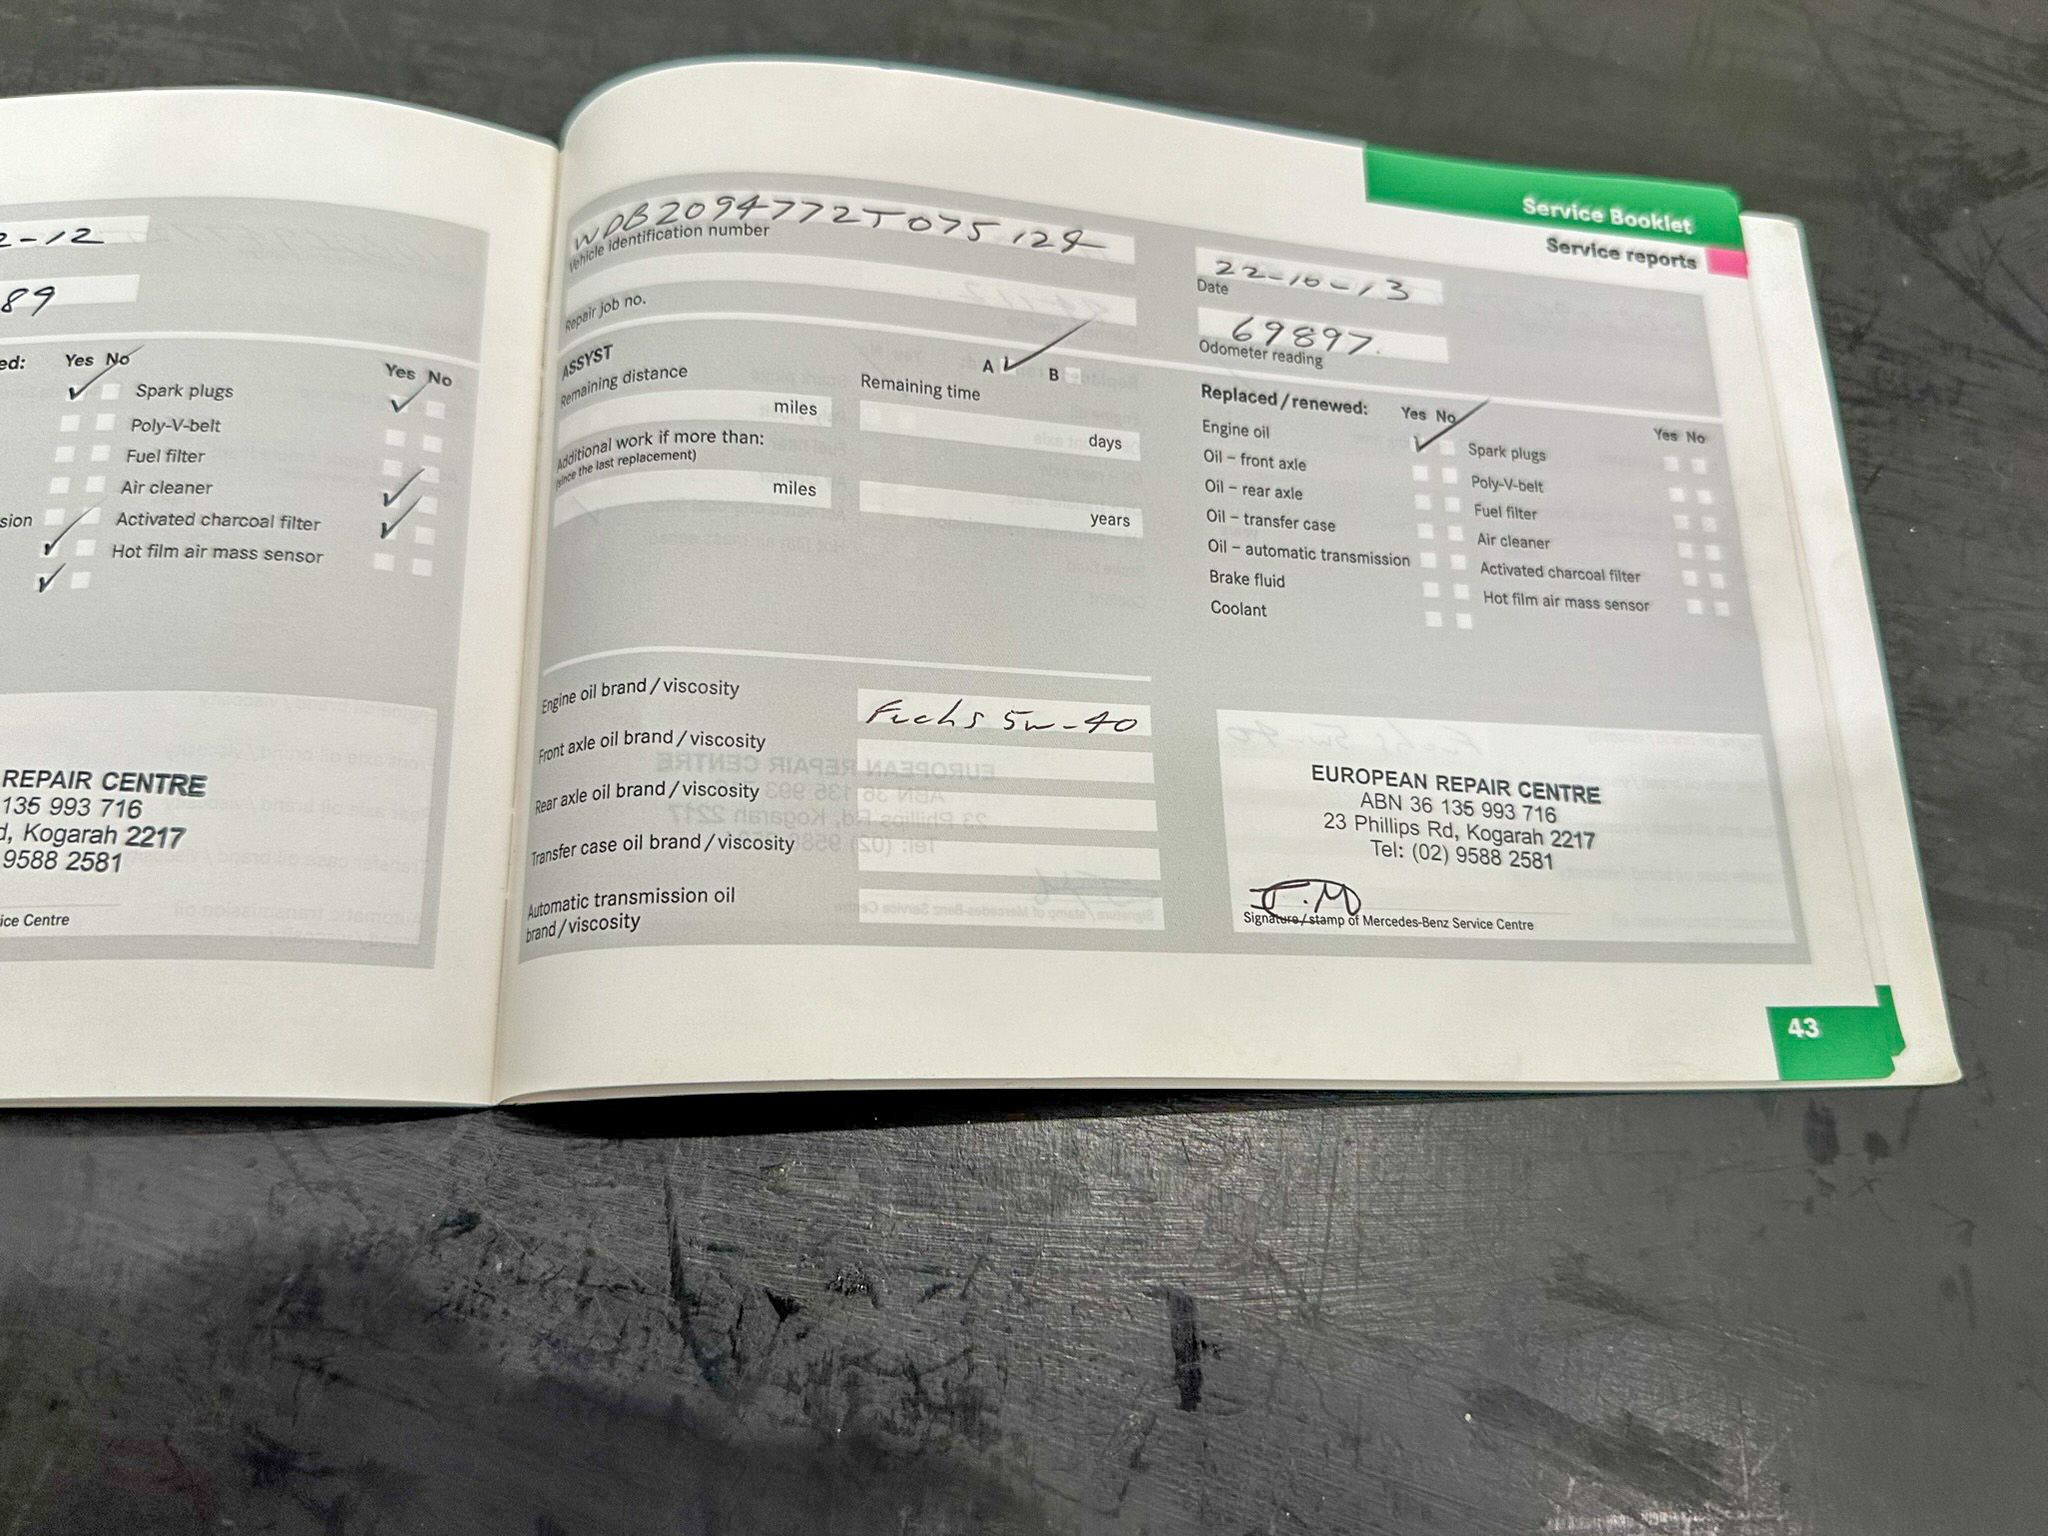 2-12
89
ed: Yes No Yes No
✓ Spark plugs ✓
Poly-V-belt
Fuel filter
Air cleaner ✓
sion Activated charcoal filter ✓
✓ Hot film air mass sensor
✓
REPAIR CENTRE
135 993 716
d, Kogarah 2217
9588 2581
ice Centre
Service Booklet
Service reports
WDB2094772T075124
Vehicle identification number
Repair job no.
22-10-13
Date
69897.
Odometer reading
ASSYST A ✓ B
Remaining distance Remaining time
miles days
Additional work if more than:
(since the last replacement)
miles years
Replaced/renewed: Yes No Yes No
Engine oil ✓ Spark plugs
Oil – front axle Poly-V-belt
Oil – rear axle Fuel filter
Oil – transfer case Air cleaner
Oil – automatic transmission Activated charcoal filter
Brake fluid Hot film air mass sensor
Coolant
Engine oil brand/viscosity Fuchs 5w-40
Front axle oil brand/viscosity
Rear axle oil brand/viscosity
Transfer case oil brand/viscosity
Automatic transmission oil
brand/viscosity
EUROPEAN REPAIR CENTRE
ABN 36 135 993 716
23 Phillips Rd, Kogarah 2217
Tel: (02) 9588 2581
J.M
Signature/stamp of Mercedes-Benz Service Centre
43